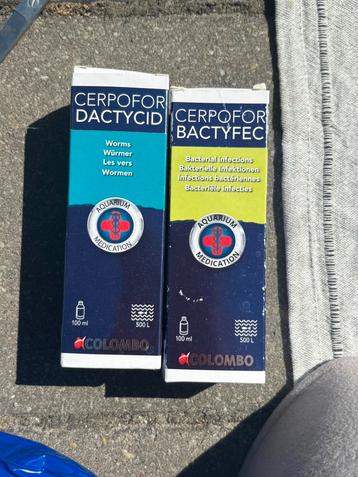 CERPOFOR
DACTYCID
Worms
Würmer
Les vers
Wormen
AQUARIUM
MEDICATION
100 ml
500 L
COLOMBO
CERPOFOR
BACTYFEC
Bacterial infections
Bakterielle Infektionen
Infections bactériennes
Bacteriële infecties
AQUARIUM
MEDICATION
100 ml
500 L
COLOMBO